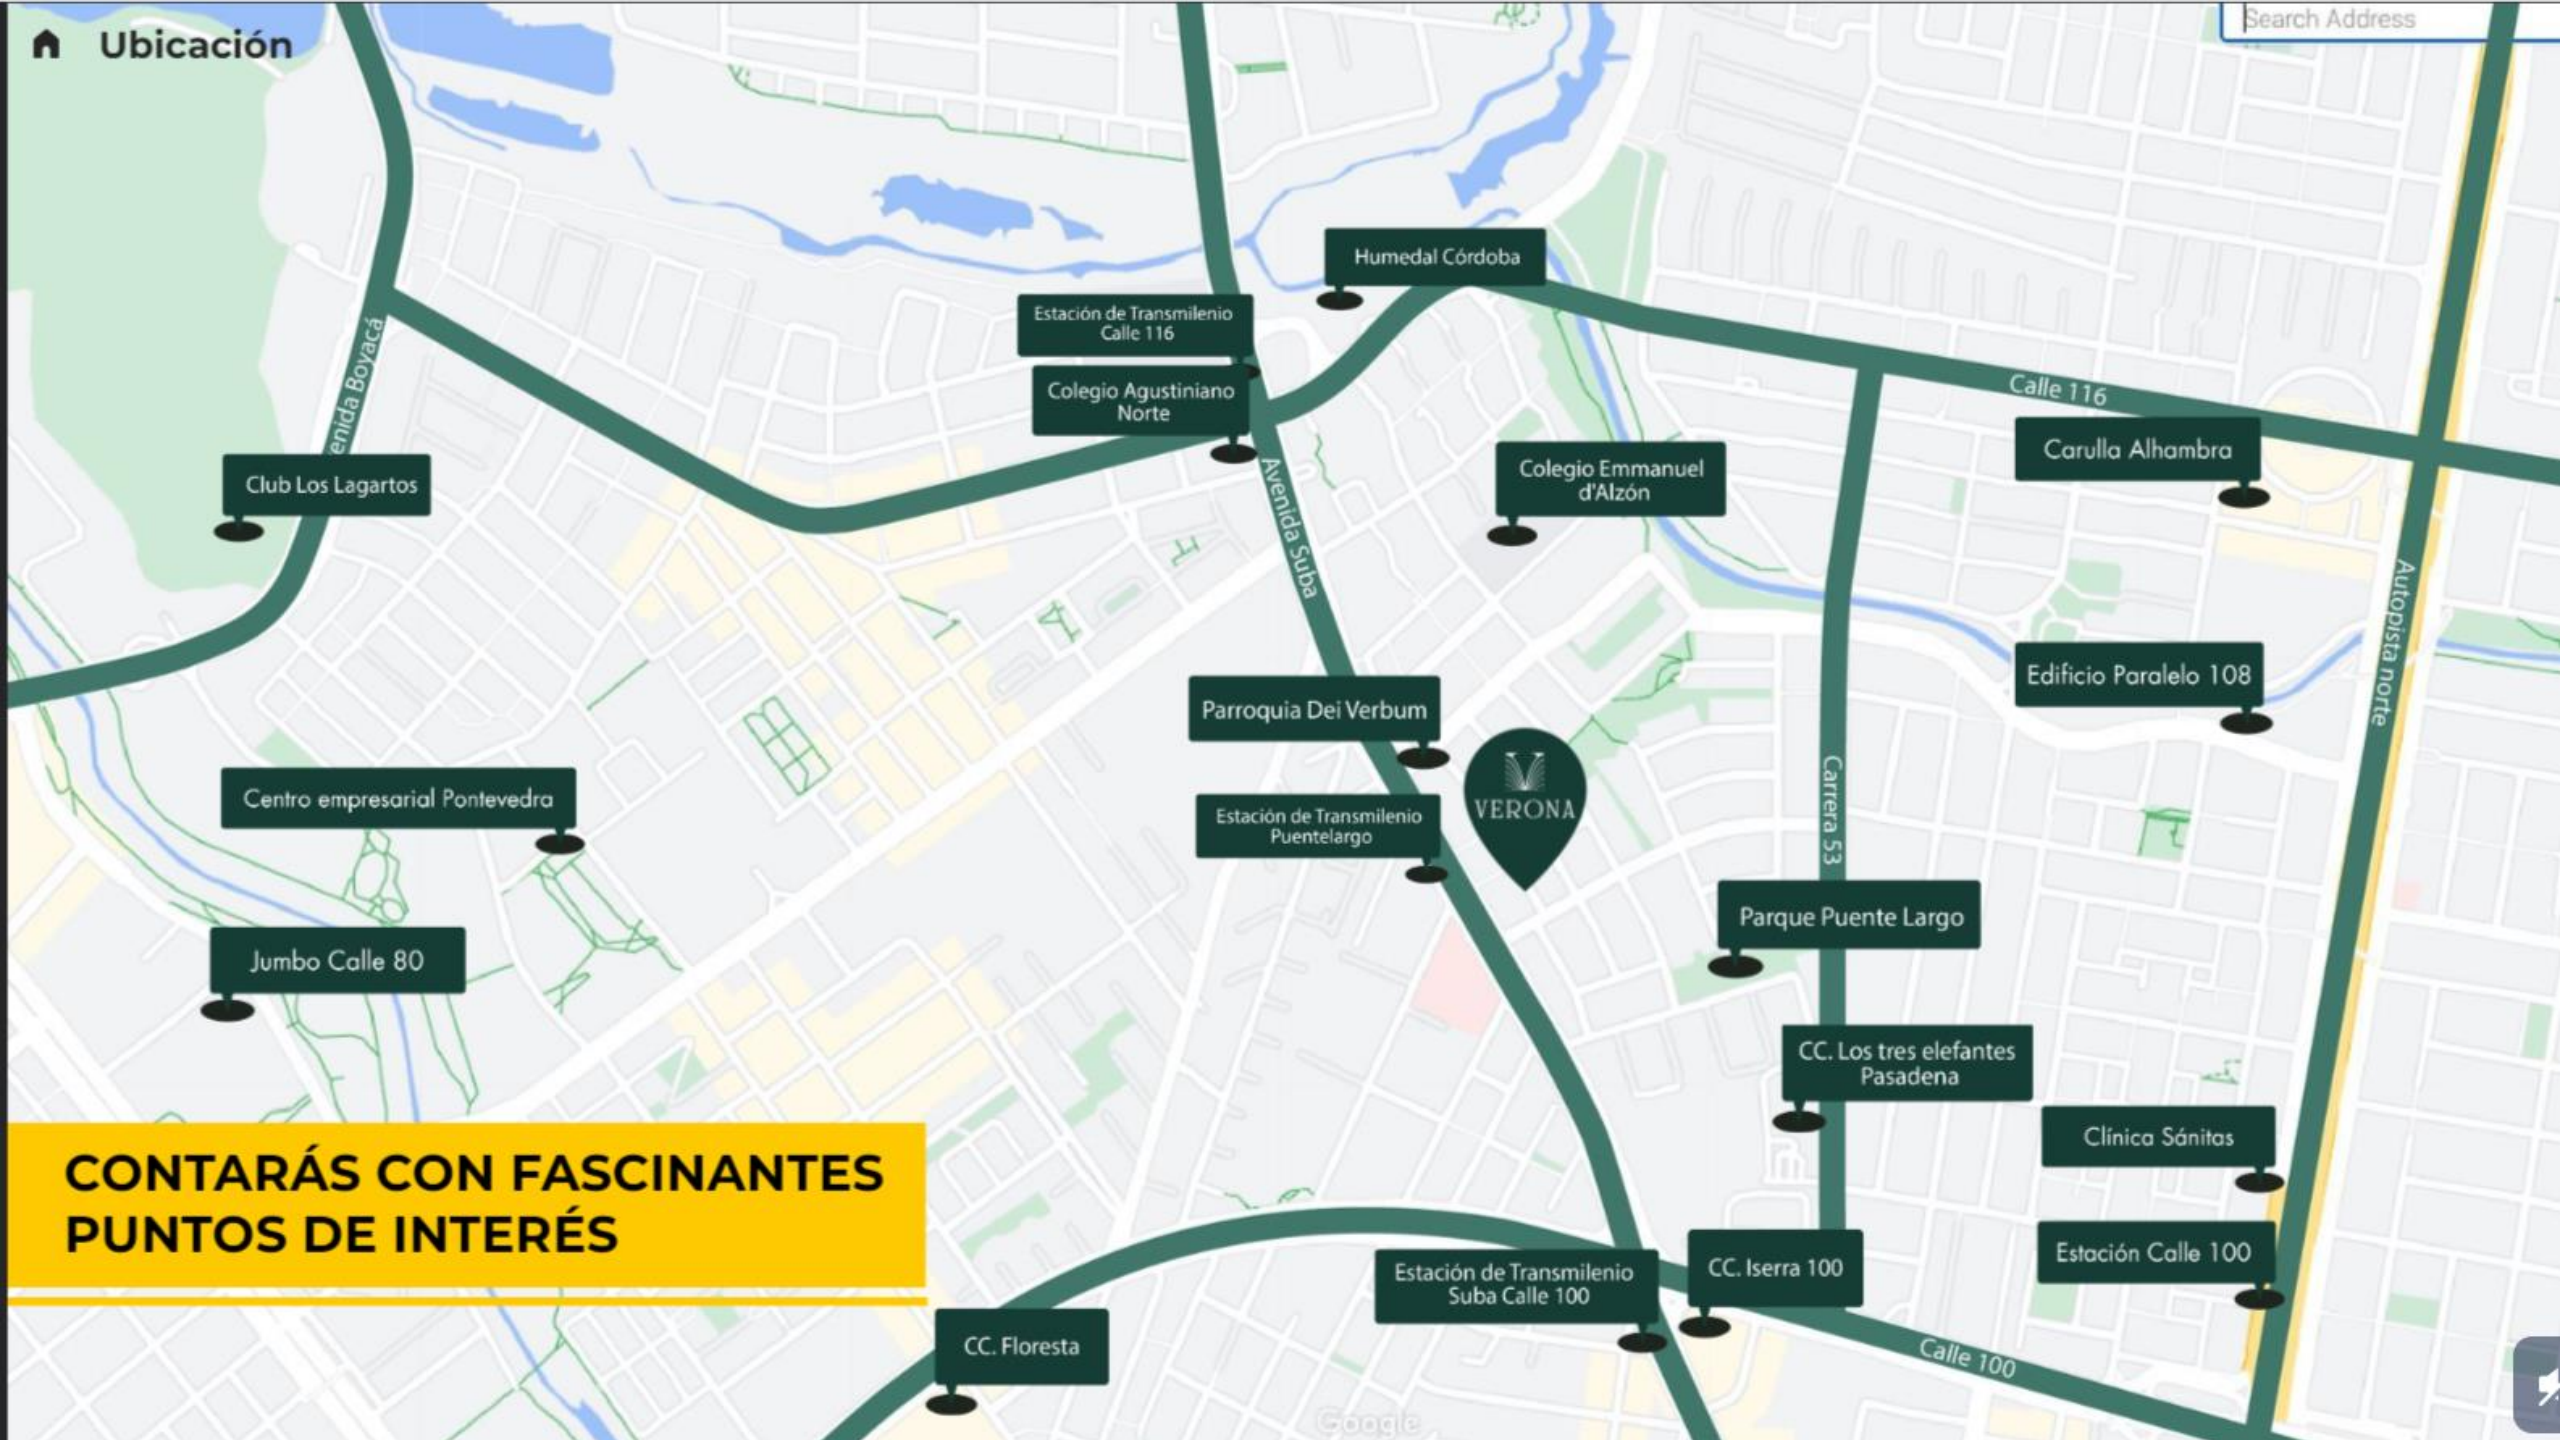 Ubicación
Search Address
Humedal Córdoba
Estación de Transmilenio
Calle 116
Colegio Agustiniano
Norte
Calle 116
Carulla Alhambra
enida Boyacá
Club Los Lagartos
Avenida Suba
Colegio Emmanuel
d'Alzón
Autopista norte
Edificio Paralelo 108
Parroquia Dei Verbum
Centro empresarial Pontevedra
Estación de Transmilenio
Puentelargo
VERONA
Carrera 53
Parque Puente Largo
Jumbo Calle 80
CC. Los tres elefantes
Pasadena
Clínica Sánitas
CONTARÁS CON FASCINANTES
PUNTOS DE INTERÉS
Estación Calle 100
Estación de Transmilenio
Suba Calle 100
CC. Iserra 100
CC. Floresta
Calle 100
Google